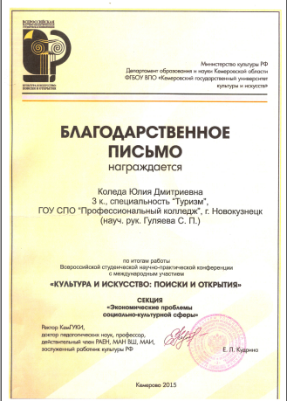 ВСЕРОССИЙСКАЯ
Министерство культуры РФ
Департамент образования и науки Кемеровской области
ФГБОУ ВПО «Кемеровский государственный университет
культуры и искусств»
БЛАГОДАРСТВЕННОЕ
ПИСЬМО
награждается
Коледа Юлия Дмитриевна
3 к., специальность "Туризм",
ГОУ СПО "Профессиональный колледж", г. Новокузнецк
(науч. рук. Гуляева С. П.)
по итогам работы
Всероссийской студенческой научно-практической конференции
с международным участием
«КУЛЬТУРА И ИСКУССТВО: ПОИСКИ И ОТКРЫТИЯ»
СЕКЦИЯ
«Экономические проблемы
социально-культурной сферы»
Ректор КемГУКИ,
доктор педагогических наук, профессор,
действительный член РАЕН, МАН ВШ, МАИ,
заслуженный работник культуры РФ
Е. Л. Кудрина
Кемерово 2015